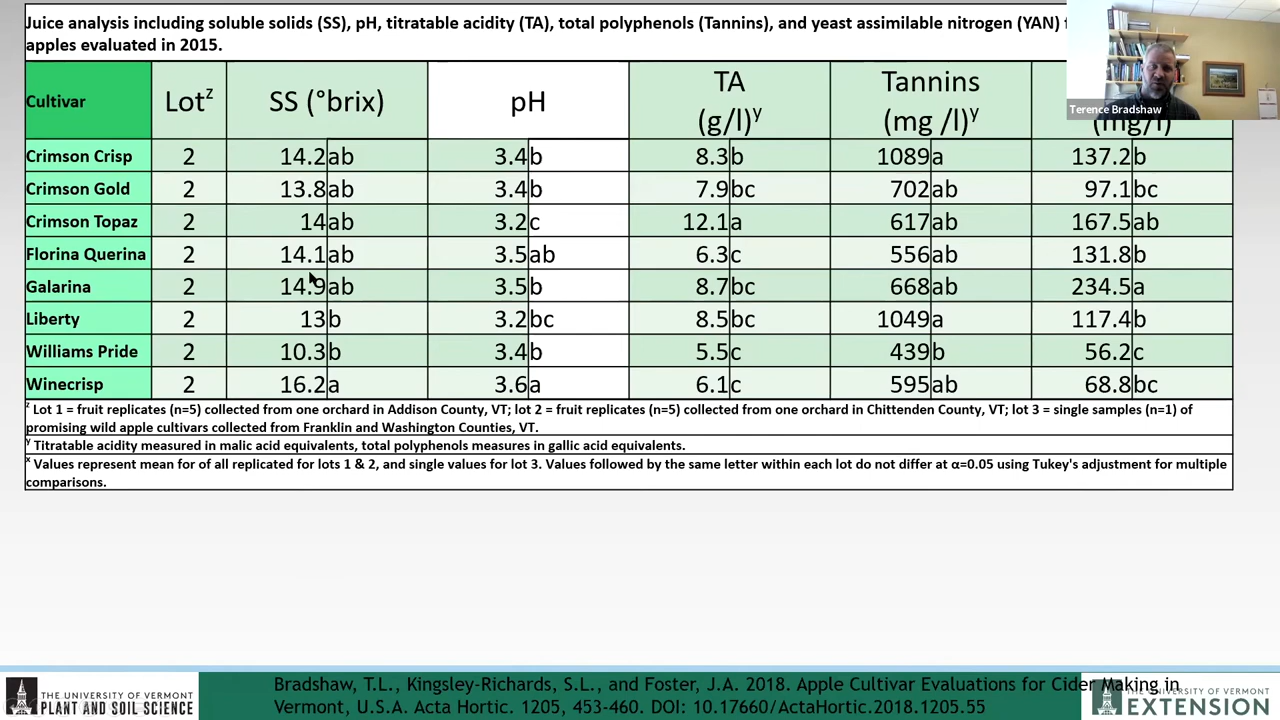 Juice analysis including soluble solids (SS), pH, titratable acidity (TA), total polyphenols (Tannins), and yeast assimilable nitrogen (YAN)
apples evaluated in 2015.
Terence Bradshaw
Cultivar Lotᶻ SS (°brix) pH TA (g/l)ʸ Tannins (mg /l)ʸ (mg/l)
Crimson Crisp 2 14.2 ab 3.4 b 8.3 b 1089 a 137.2 b
Crimson Gold 2 13.8 ab 3.4 b 7.9 bc 702 ab 97.1 bc
Crimson Topaz 2 14 ab 3.2 c 12.1 a 617 ab 167.5 ab
Florina Querina 2 14.1 ab 3.5 ab 6.3 c 556 ab 131.8 b
Galarina 2 14.9 ab 3.5 b 8.7 bc 668 ab 234.5 a
Liberty 2 13 b 3.2 bc 8.5 bc 1049 a 117.4 b
Williams Pride 2 10.3 b 3.4 b 5.5 c 439 b 56.2 c
Winecrisp 2 16.2 a 3.6 a 6.1 c 595 ab 68.8 bc
ᶻ Lot 1 = fruit replicates (n=5) collected from one orchard in Addison County, VT; lot 2 = fruit replicates (n=5) collected from one orchard in Chittenden County, VT; lot 3 = single samples (n=1) of
promising wild apple cultivars collected from Franklin and Washington Counties, VT.
ʸ Titratable acidity measured in malic acid equivalents, total polyphenols measures in gallic acid equivalents.
ˣ Values represent mean for of all replicated for lots 1 & 2, and single values for lot 3. Values followed by the same letter within each lot do not differ at α=0.05 using Tukey's adjustment for multiple
comparisons.
THE UNIVERSITY OF VERMONT
PLANT AND SOIL SCIENCE
Bradshaw, T.L., Kingsley-Richards, S.L., and Foster, J.A. 2018. Apple Cultivar Evaluations for Cider Making in
Vermont, U.S.A. Acta Hortic. 1205, 453-460. DOI: 10.17660/ActaHortic.2018.1205.55
THE UNIVERSITY OF VERMONT
EXTENSION